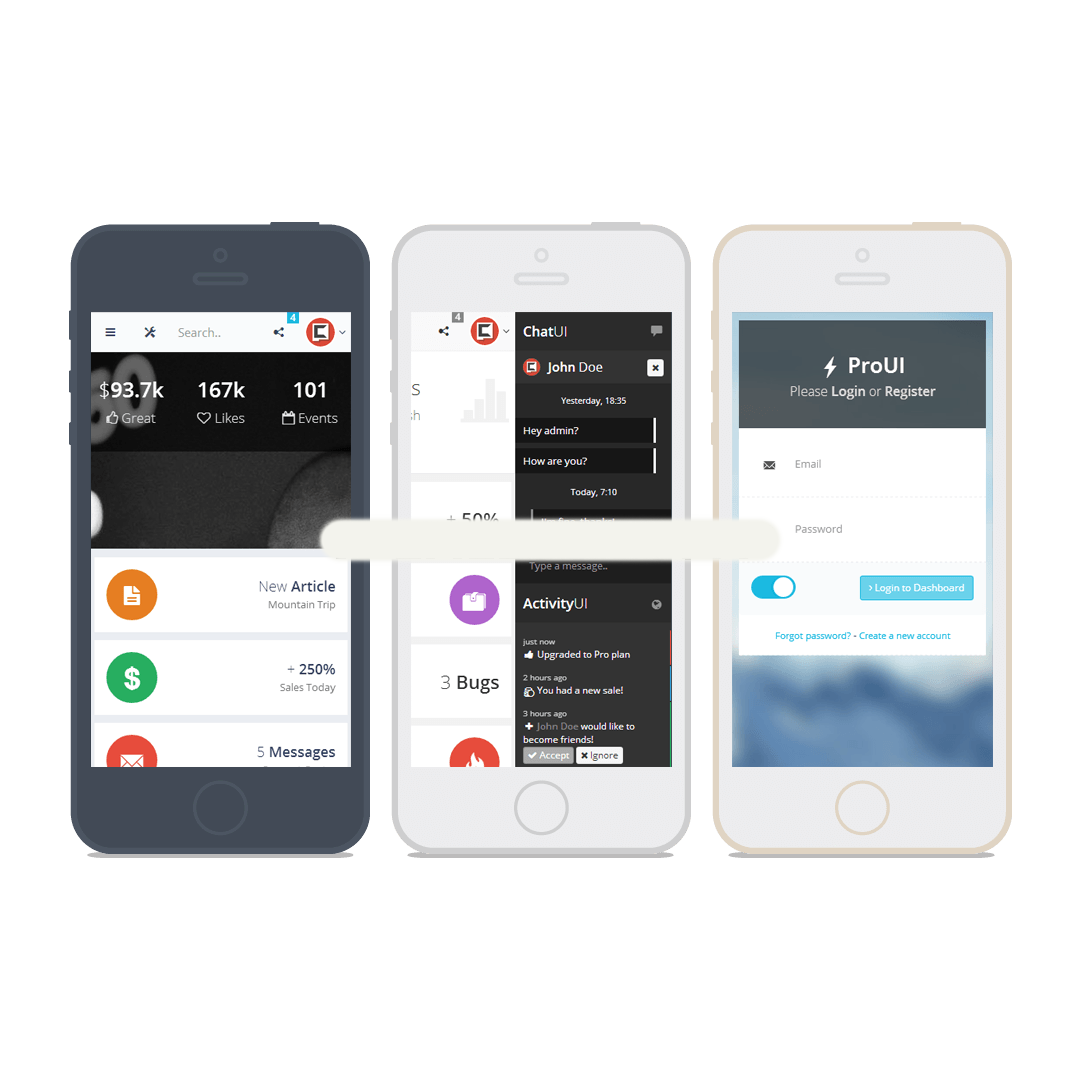 Search..
4
$93.7k
167k
101
Great
Likes
Events
New Article
Mountain Trip
+ 250%
Sales Today
5 Messages
4
+ 50%
3 Bugs
ChatUI
John Doe
Yesterday, 18:35
Hey admin?
How are you?
Today, 7:10
Type a message..
ActivityUI
just now
Upgraded to Pro plan
2 hours ago
You had a new sale!
3 hours ago
John Doe would like to
become friends!
Accept
Ignore
ProUI
Please Login or Register
Email
Password
Login to Dashboard
Forgot password? - Create a new account